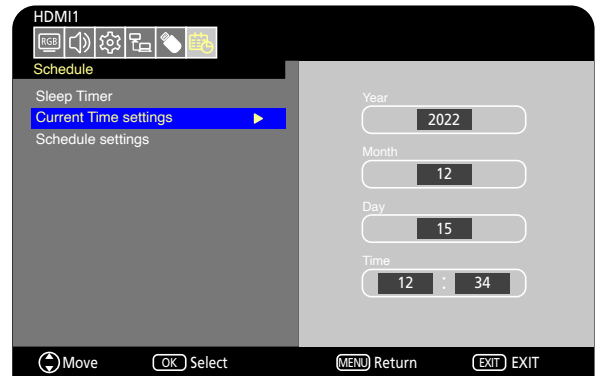 HDMI1
RGB
Schedule
Sleep Timer
Current Time settings
Schedule settings
Year
2022
Month
12
Day
15
Time
12 : 34
Move OK Select MENU Return EXIT EXIT